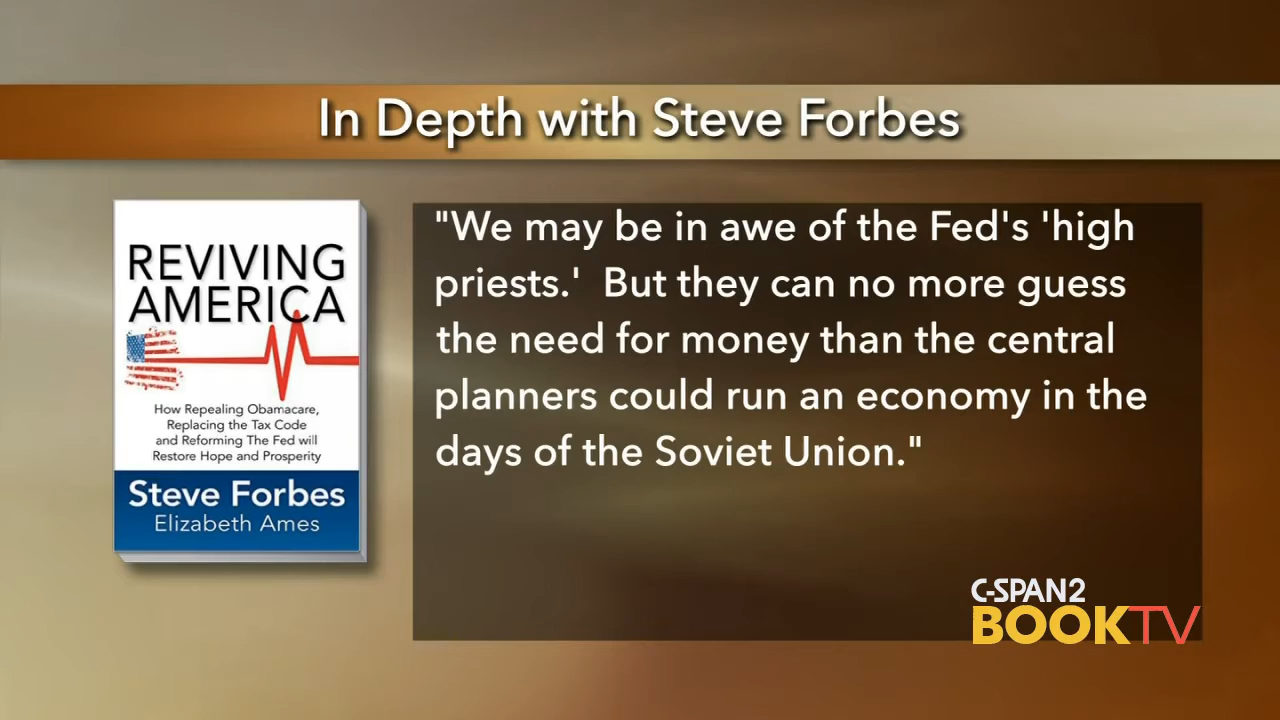 In Depth with Steve Forbes
REVIVING
AMERICA
How Repealing Obamacare,
Replacing the Tax Code
and Reforming The Fed will
Restore Hope and Prosperity
Steve Forbes
Elizabeth Ames
"We may be in awe of the Fed's 'high
priests.'  But they can no more guess
the need for money than the central
planners could run an economy in the
days of the Soviet Union."
C-SPAN2
BOOKTV